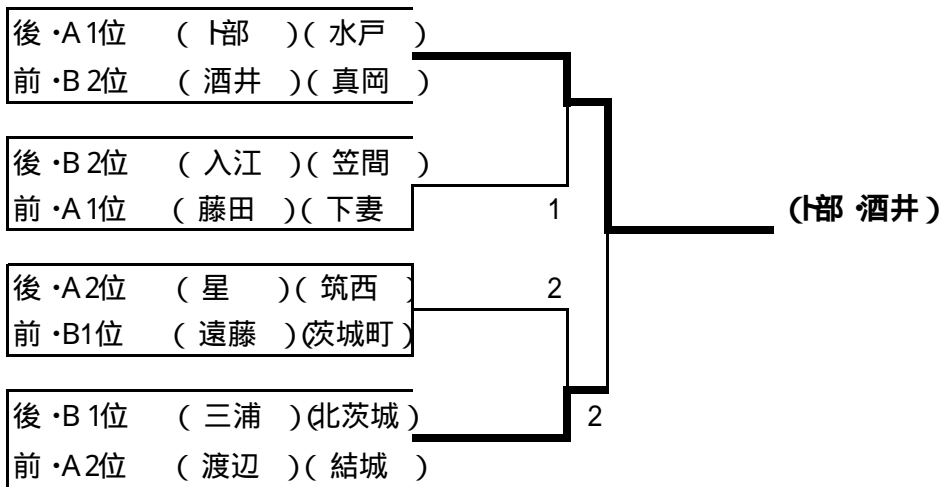 後・A1位 (卜部)(水戸)
前・B2位 (酒井)(真岡)
後・B2位 (入江)(笠間)
前・A1位 (藤田)(下妻
1
(卜部・酒井)
後・A2位 (星)(筑西)
2
前・B1位 (遠藤)(茨城町)
後・B1位 (三浦)(北茨城)
2
前・A2位 (渡辺)(結城)